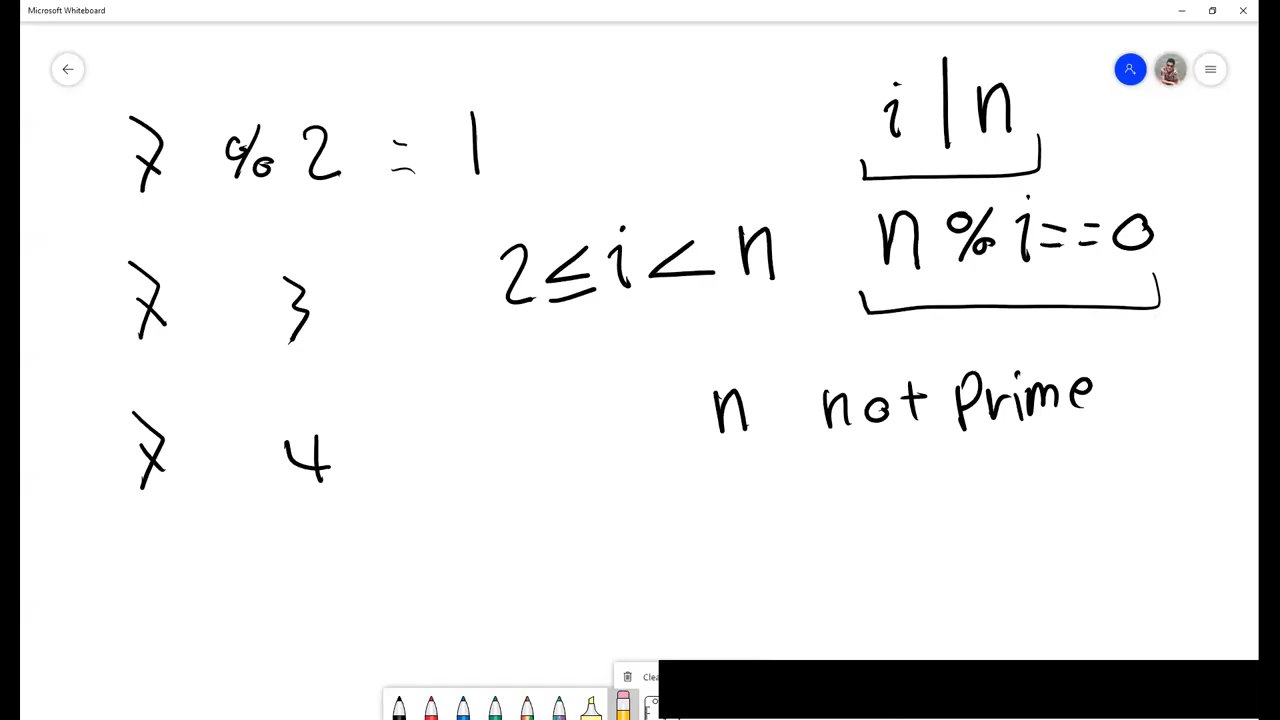 Microsoft Whiteboard
7 % 2 = 1
7 3
7 4
2 ≤ i < n
i | n
n % i == 0
n not Prime